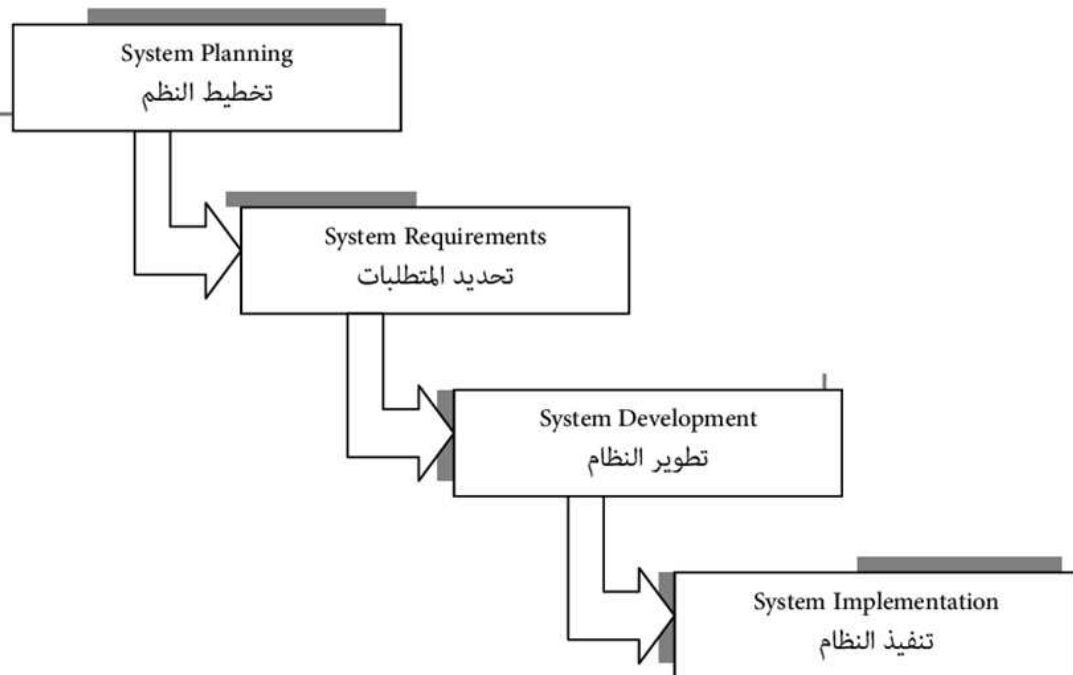 System Planning
تخطيط النظم
System Requirements
تحديد المتطلبات
System Development
تطوير النظام
System Implementation
تنفيذ النظام